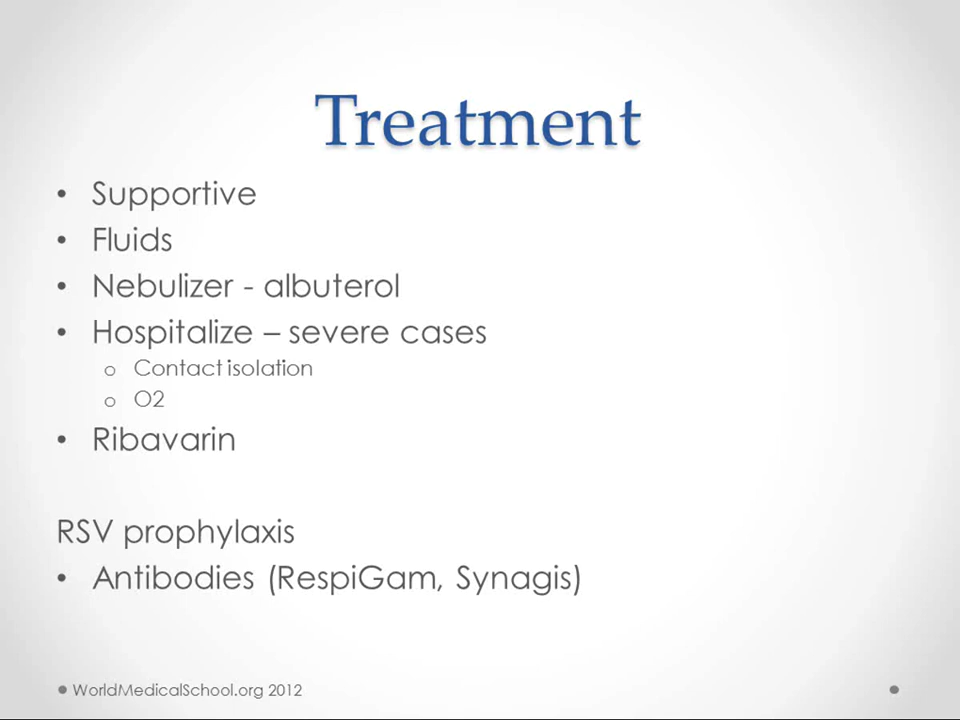 Treatment
• Supportive
• Fluids
• Nebulizer - albuterol
• Hospitalize – severe cases
o Contact isolation
o O2
• Ribavarin
RSV prophylaxis
• Antibodies (RespiGam, Synagis)
WorldMedicalSchool.org 2012